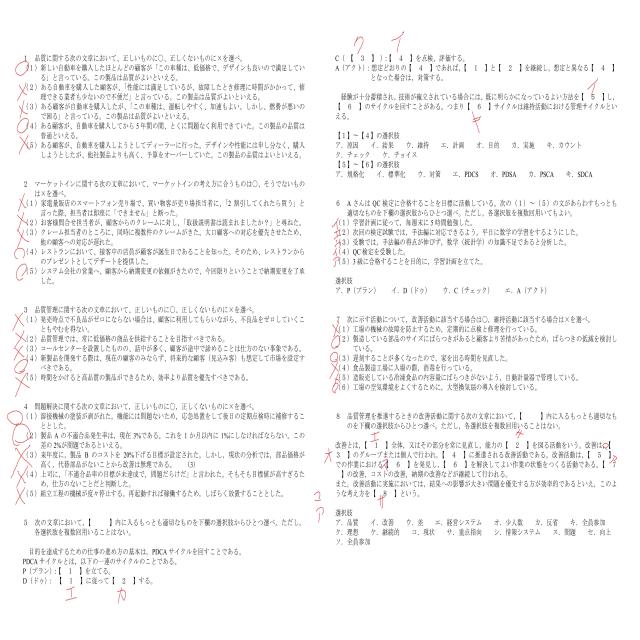 1 品質に関する次の文章において、正しいものに○、正しくないものに×を選べ。
(1) 新しい自動車を購入したほとんどの顧客が「この車種は、低価格で、デザインも良いので満足している」と言っている。この製品は品質がよいといえる。
(2) ある自動車を購入した顧客が、「性能には満足しているが、故障したとき修理に時間がかかって、修理できる業者も少ないので不便だ」と言っている。この製品は品質がよいといえる。
(3) ある顧客が自動車を購入したが、「この車種は、運転しやすく、加速もよい。しかし、燃費が悪いので困る」と言っている。この製品は品質がよいといえる。
(4) ある顧客が、自動車を購入してから5年間の間、とくに問題なく利用できていた。この製品の品質は普通といえる。
(5) ある顧客が、自動車を購入しようとしてディーラーに行った。デザインや性能には申し分なく、購入しようとしたが、他社製品よりも高く、予算をオーバーしていた。この製品の品質はよいといえる。
2 マーケットインに関する次の文章において、マーケットインの考え方に合うものは○、そうでないものは×を選べ。
(1) 家電量販店のスマートフォン売り場で、買い物客が売り場担当者に、「2割引してくれたら買う」と言った際、担当者は即座に「できません」と断った。
(2) お客様問合せ担当者が、顧客からのクレームに対し、「取扱説明書は読まれましたか?」と尋ねた。
(3) クレーム担当者のところに、同時に複数件のクレームがきた。大口顧客への対応を優先させたため、他の顧客への対応が遅れた。
(4) レストランにおいて、接客中の店員が顧客が誕生日であることを知った。そのため、レストランからのプレゼントとしてデザートを提供した。
(5) システム会社の営業へ、顧客から納期変更の依頼がきたので、今回限りということで納期変更を了承した。
3 品質管理に関する次の文章において、正しいものに○、正しくないものに×を選べ。
(1) 発売時点で不良品がゼロにならない場合は、顧客に利用してもらいながら、不良品をゼロしていくこともやむを得ない。
(2) 品質管理では、常に低価格の商品を供給することを目指すべきである。
(3) コールセンターを設置したものの、話中が多く、顧客が途中で諦めることは仕方のない事象である。
(4) 新製品を開発する際は、現在の顧客のみならず、将来的な顧客(見込み客)も想定して市場を設定すべきである。
(5) 時間をかけると高品質の製品ができるため、効率より品質を優先すべきである。
4 問題解決に関する次の文章において、正しいものに○、正しくないものに×を選べ。
(1) 溶接機械の塗装が剥がれた。機能には問題ないため、応急処置をして後日の定期点検時に補修することとした。
(2) 製品Aの不適合品発生率は、現在3%である。これを1か月以内に1%にしなければならない。この差の2%が問題であるといえる。
(3) 来年度に、製品Bのコストを20%下げる目標が設定された。しかし、現状の分析では、部品価格が高く、代替部品がないことから改善は無理である。 (3)
(4) 上司に、「不適合品率の目標が未達成で、問題だらけだ」と言われた。そもそも目標値が高すぎるため、仕方のないことだと判断した。
(5) 組立工程の機械が度々停止する。再起動すれば稼働するため、しばらく放置することとした。
5 次の文章において、【 】内に入るもっとも適切なものを下欄の選択肢からひとつ選べ。ただし、各選択肢を複数回用いることはない。
目的を達成するための仕事の進め方の基本は、PDCAサイクルを回すことである。
PDCAサイクルとは、以下の一連のサイクルのことである。
P(プラン):【 1 】を立てる。
D(ドゥ):【 1 】に従って【 2 】する。
エ カ
ク イ
C(【 3 】):【 4 】を点検、評価する。
A(アクト):想定どおりの【 4 】であれば、【 1 】と【 2 】を継続し、想定と異なる【 4 】となった場合は、対策する。
イ
経験が十分蓄積され、技術が確立されている場合には、既に明らかになっているよい方法を【 5 】し、【 6 】のサイクルを回すことがある。つまり【 6 】サイクルは維持活動における管理サイクルといえる。
キ
【1】~【4】の選択肢
ア.原因 イ.結果 ウ.維持 エ.計画 オ.目的 カ.実施 キ.カウント
ク.チェック ケ.チョイス
【5】~【6】の選択肢
ア.規格化 イ.標準化 ウ.対策 エ.PDCS オ.PDSA カ.PSCA キ.SDCA
6 AさんはQC検定に合格することを目標に活動している。次の(1)~(5)の文があらわすもっとも適切なものを下欄の選択肢からひとつ選べ。ただし、各選択肢を複数回用いてもよい。
(1) 学習計画に従って、毎週末に5時間勉強した。
(2) 次回の検定試験では、手法編に対応できるよう、平日に数学の学習をするようにした。
(3) 受験では、手法編の得点が伸びず、数学(統計学)の知識不足であると分析した。
(4) QC検定を受験した。
(5) 3級に合格することを目的に、学習計画を立てた。
選択肢
ア.P(プラン) イ.D(ドゥ) ウ.C(チェック) エ.A(アクト)
7 次に示す活動について、改善活動に該当する場合は○、維持活動に該当する場合は×を選べ。
(1) 工場の機械の故障を防止するため、定期的に点検と修理を行っている。
(2) 製造している部品のサイズにばらつきがあると顧客より苦情があったため、ばらつきの低減を検討している。
(3) 遅刻することが多くなったので、家を出る時間を見直した。
(4) 食品製造工場に入場の際、消毒を行っている。
(5) 造販売している冷凍食品の内容量にばらつきがないよう、自動計量器で管理している。
(6) 工場の空気環境をよくするために、大型換気扇の導入を検討している。
8 品質管理を推進するときの改善活動に関する次の文章において、【 】内に入るもっとも適切なものを下欄の選択肢からひとつ選べ。ただし、各選択肢を複数回用いることはない。
改善とは、【 1 】全体、又はその部分を常に見直し、能力の【 2 】を図る活動をいう。改善は、【 3 】のグループまたは個人で行われ、【 4 】に推進される改善活動である。改善活動は、【 5 】での作業における【 6 】を発見し、【 6 】を解決してよい作業の状態をつくる活動である。【 7 】の改善、コストの改善、納期の改善などが継続して行われる。
また、改善活動に実施においては、結果への影響が大きい問題を優先する方が効率的であるといえ、このような考え方を【 8 】という。
選択肢
ア.品質 イ.改善 ウ.差 エ.経営システム オ.少人数 カ.反省 キ.全員参加
ク.理想 ケ.継続的 コ.現状 サ.重点指向 シ.情報システム ス.問題 セ.向上
ソ.全員参加